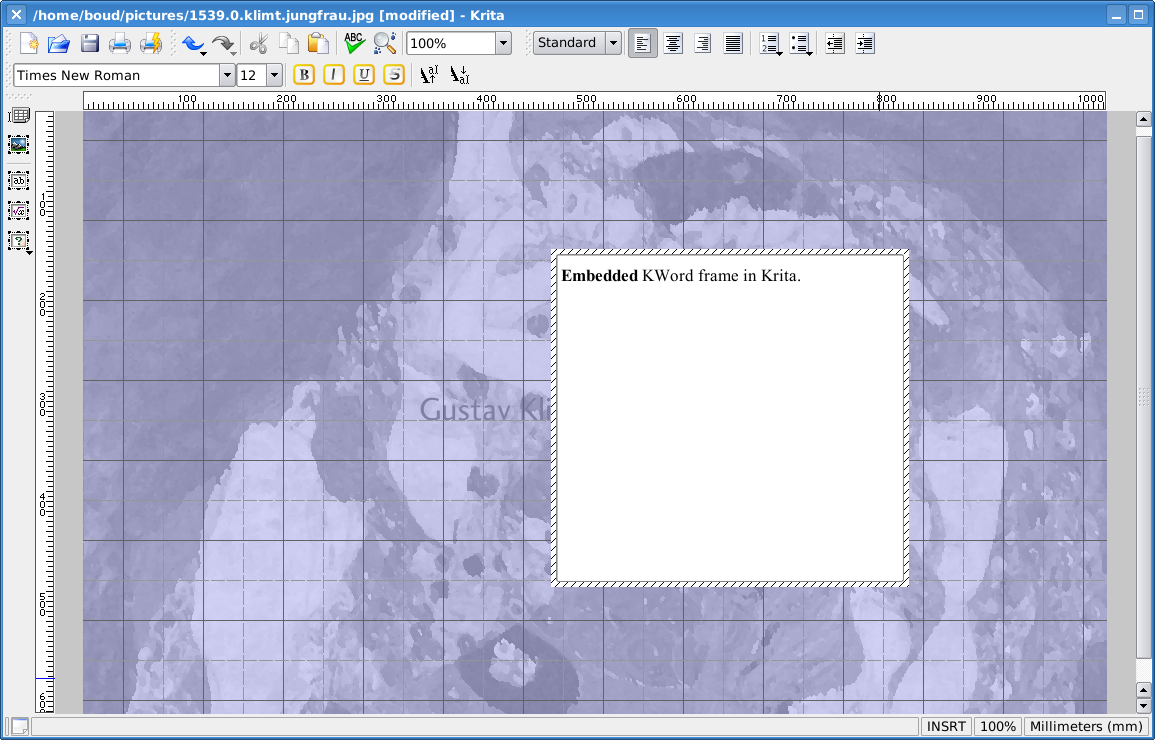 /home/boud/pictures/1539.0.klimt.jungfrau.jpg [modified] - Krita
ABC 100% Standard
Times New Roman 12 B I U S
100 200 300 400 500 600 700 800 900 1000
100
200
300
400
500
Embedded KWord frame in Krita.
Gustav Kli
INSRT 100% Millimeters (mm)